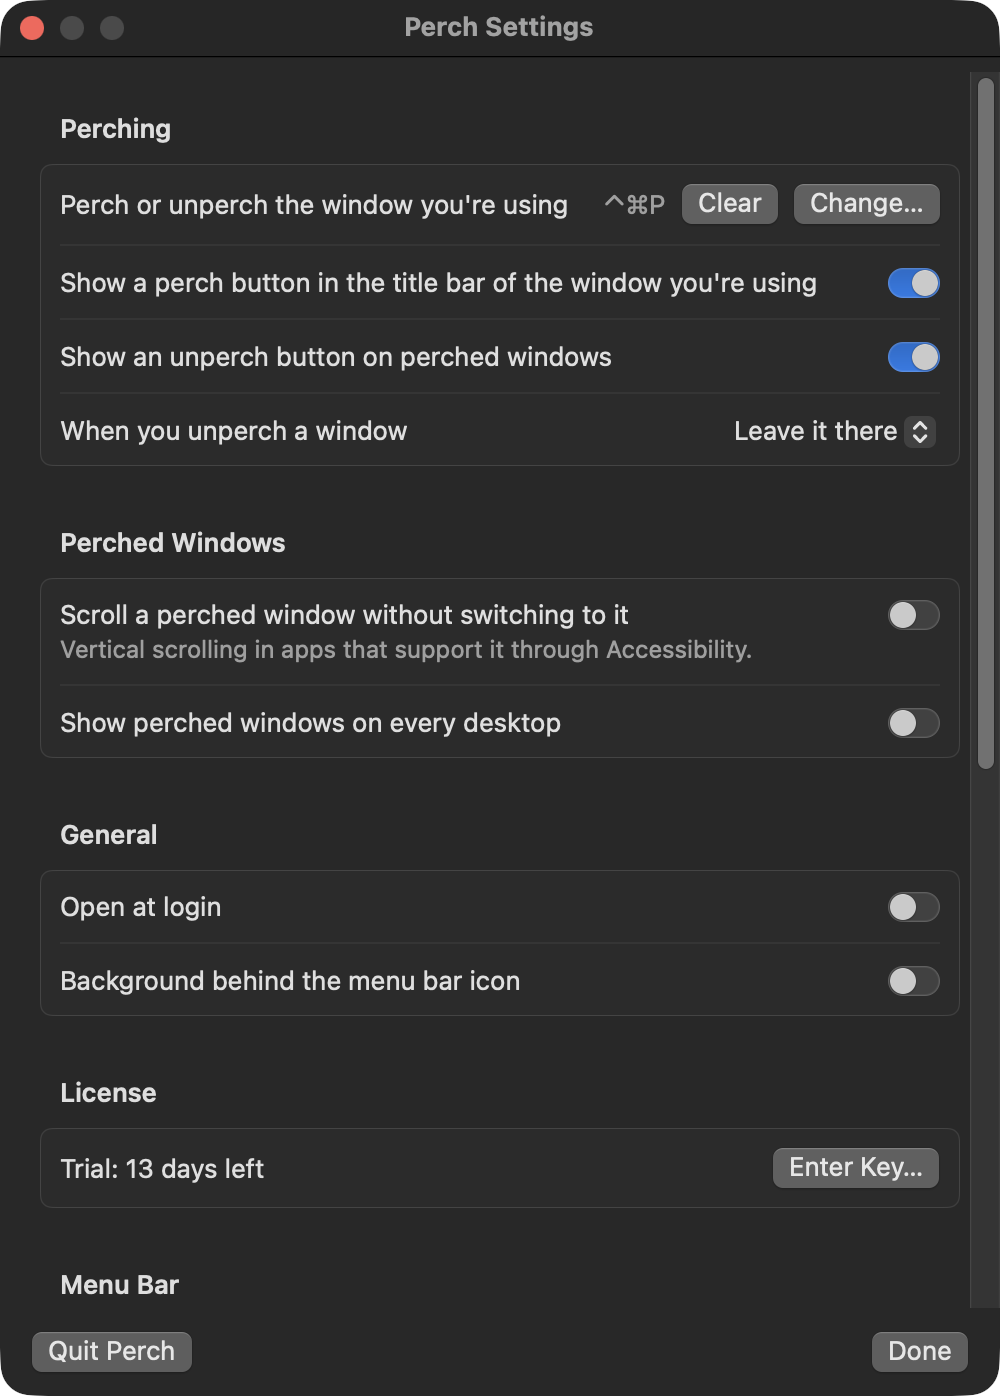 Perch Settings
Perching
Perch or unperch the window you're using ^⌘P Clear Change...
Show a perch button in the title bar of the window you're using
Show an unperch button on perched windows
When you unperch a window Leave it there
Perched Windows
Scroll a perched window without switching to it
Vertical scrolling in apps that support it through Accessibility.
Show perched windows on every desktop
General
Open at login
Background behind the menu bar icon
License
Trial: 13 days left Enter Key...
Menu Bar
Quit Perch Done